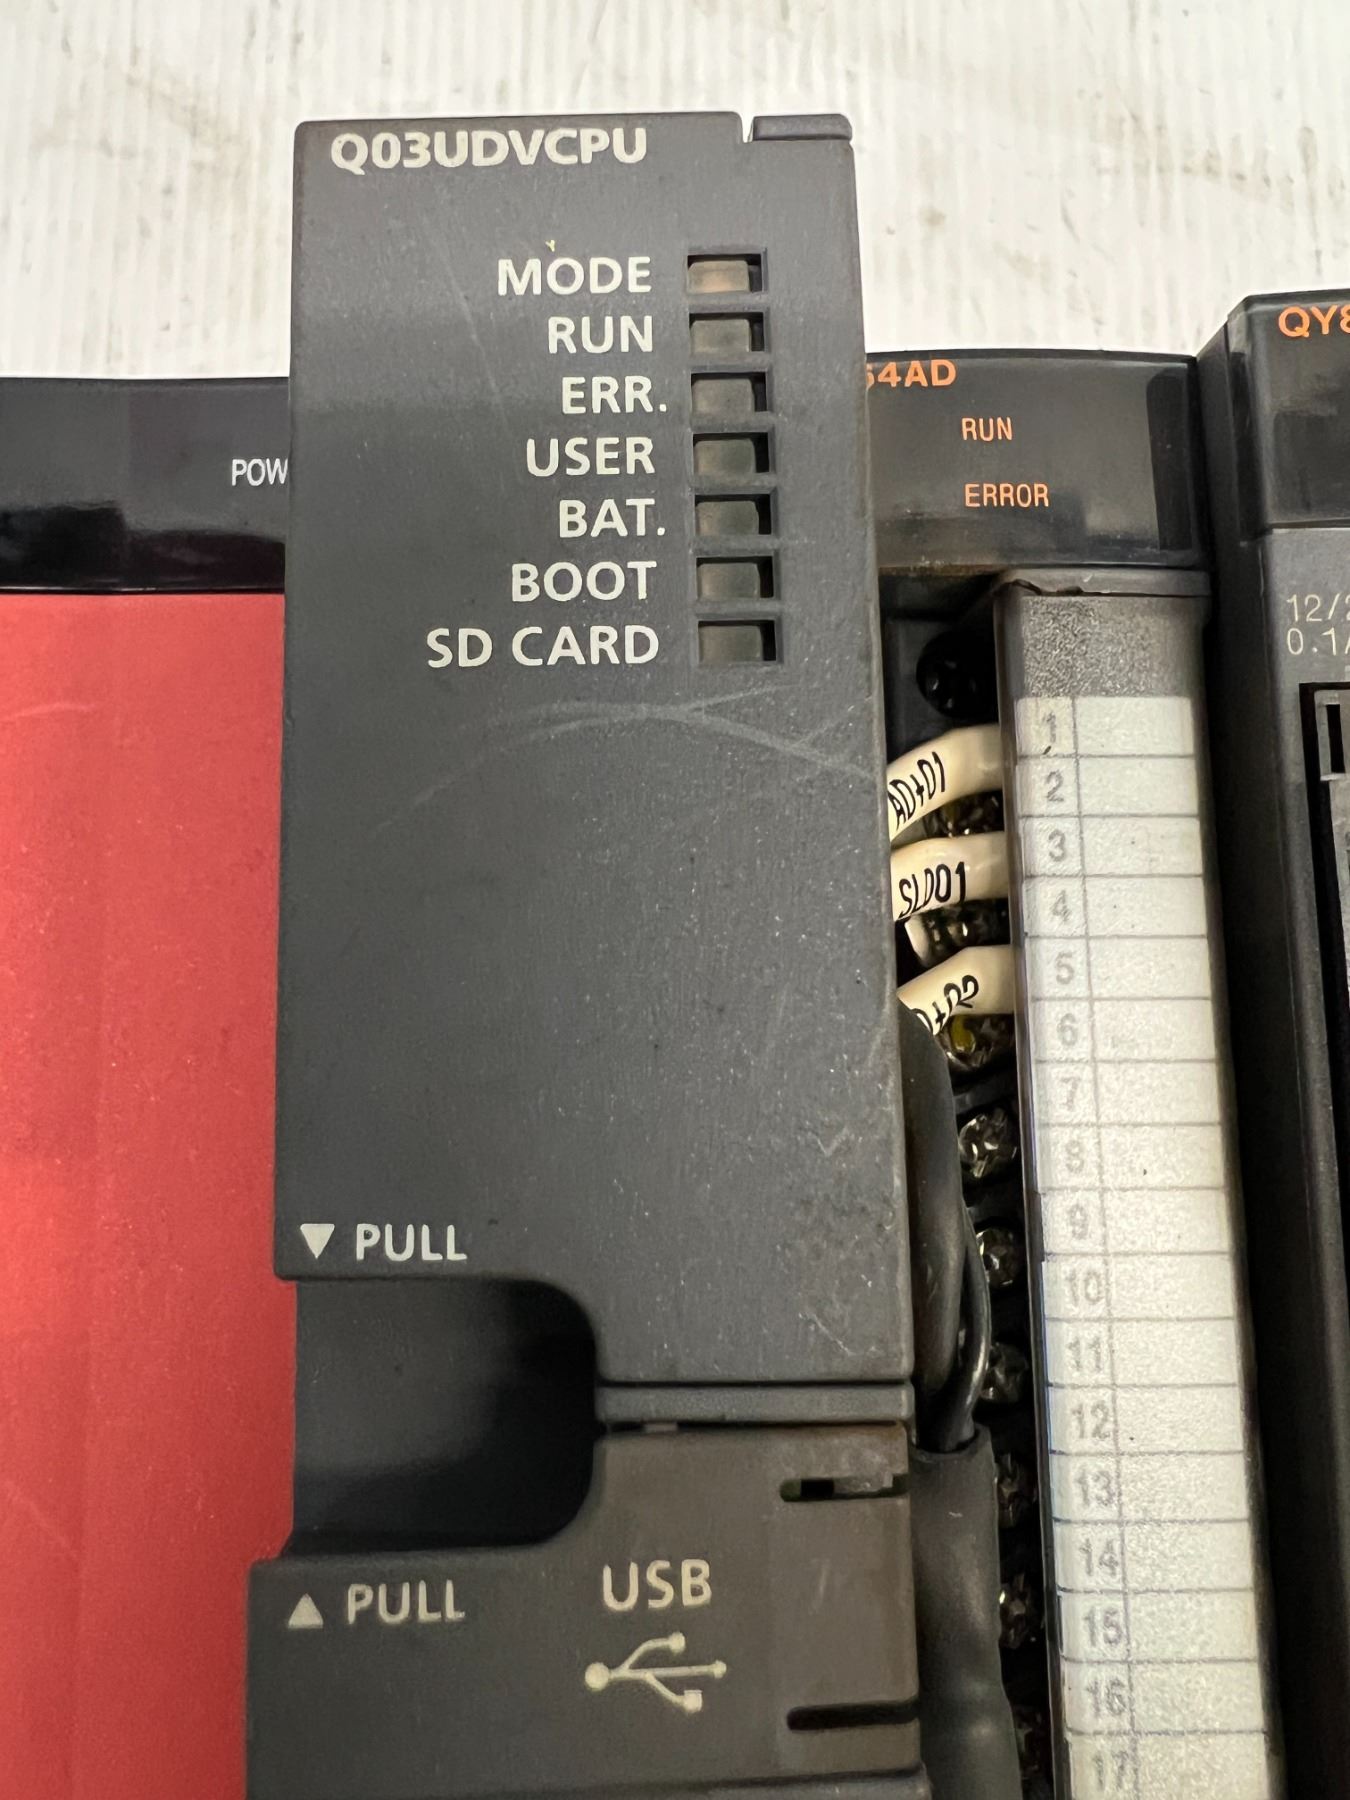 Q03UDVCPU
MODE
RUN
ERR.
USER
BAT.
BOOT
SD CARD
▼ PULL
▲ PULL
USB
POW
64AD
RUN
ERROR
AD+01
SLD01
1
2
3
4
5
6
7
8
9
10
11
12
13
14
15
16
17
QY8
12/2
0.1/